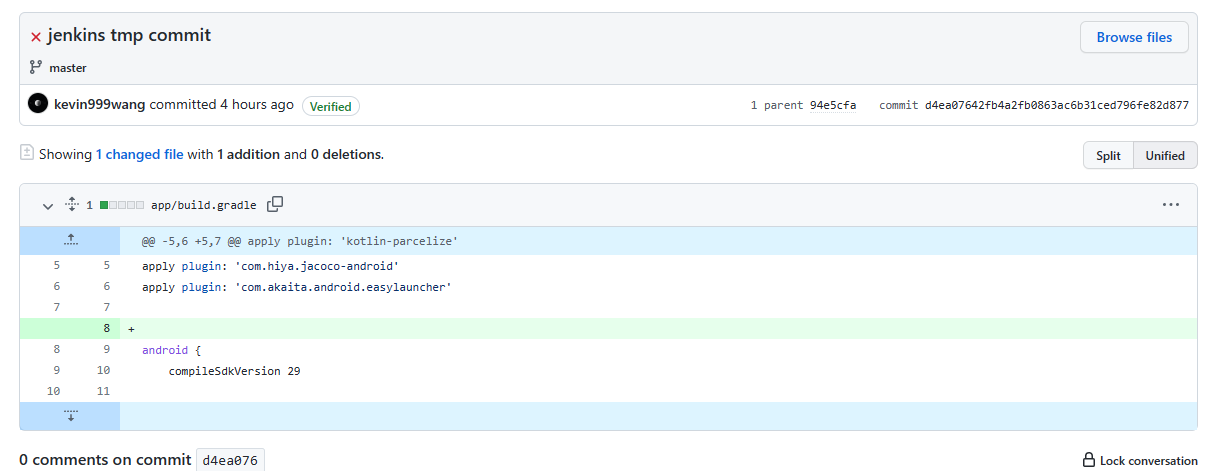 jenkins tmp commit
Browse files
master
kevin999wang committed 4 hours ago Verified 1 parent 94e5cfa commit d4ea07642fb4a2fb0863ac6b31ced796fe82d877
Showing 1 changed file with 1 addition and 0 deletions.
Split Unified
1 app/build.gradle
@@ -5,6 +5,7 @@ apply plugin: 'kotlin-parcelize'
5 5 apply plugin: 'com.hiya.jacoco-android'
6 6 apply plugin: 'com.akaita.android.easylauncher'
7 7
8 +
8 9 android {
9 10 compileSdkVersion 29
10 11
0 comments on commit d4ea076
Lock conversation